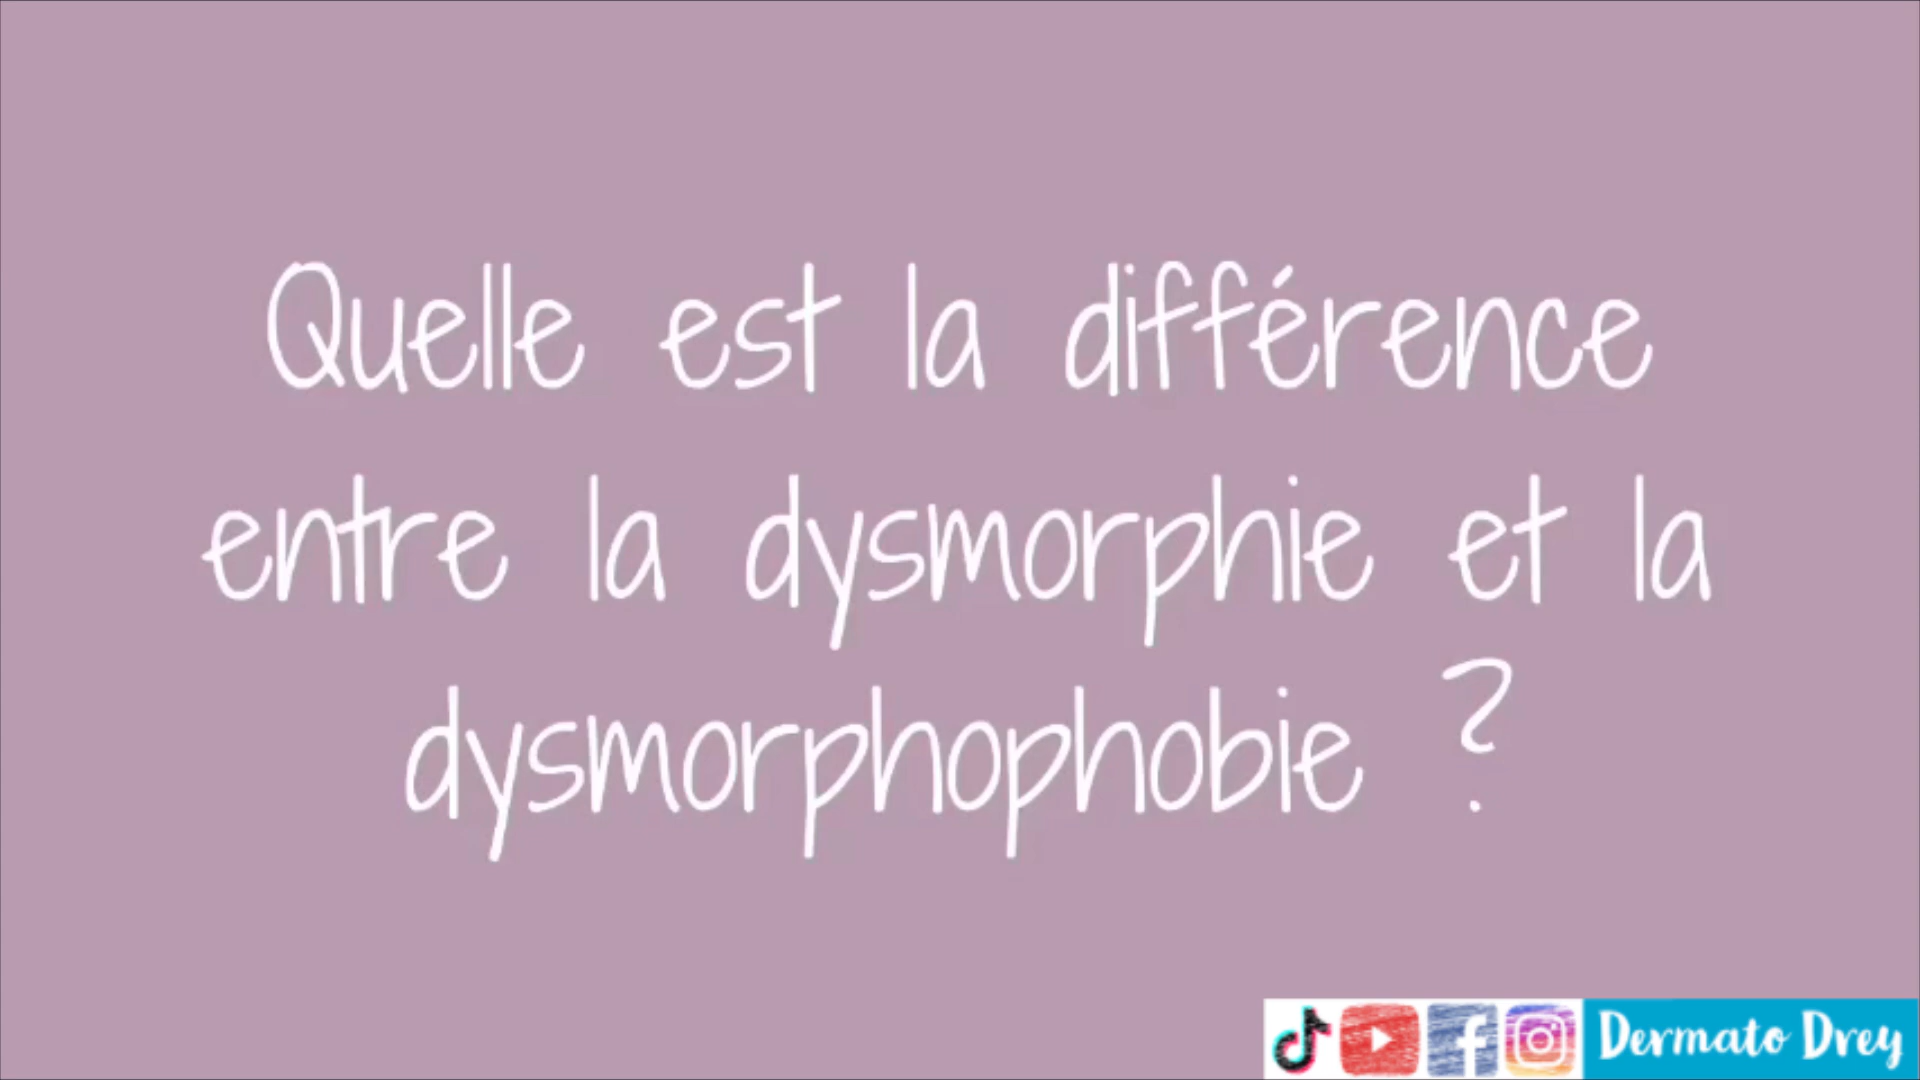 Quelle est la différence
entre la dysmorphie et la
dysmorphophobie ?
Dermato Drey